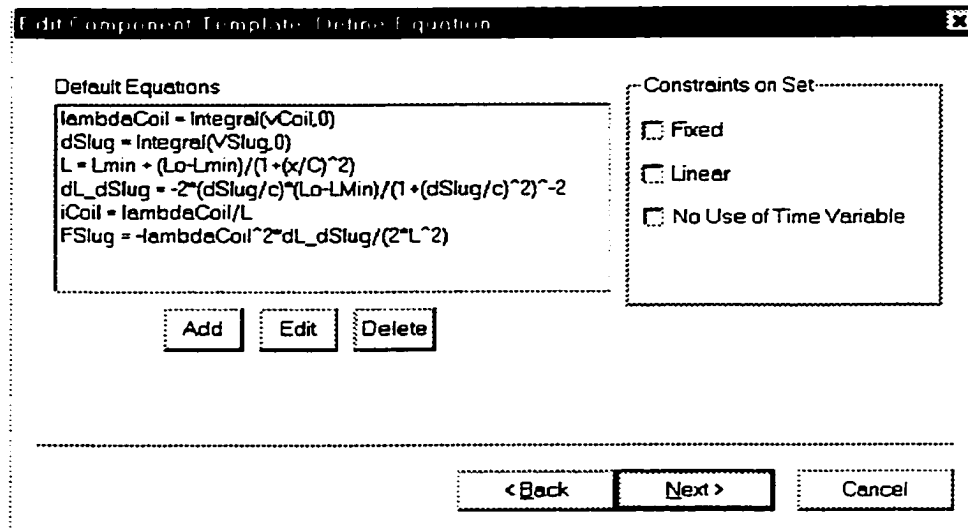 Edit Component Template: Define Equation
Default Equations
lambdaCoil = Integral(vCoil,0)
dSlug = Integral(VSlug,0)
L = Lmin + (Lo-Lmin)/(1+(x/C)^2)
dL_dSlug = -2*(dSlug/c)*(Lo-LMin)/(1+(dSlug/c)^2)^-2
iCoil = lambdaCoil/L
FSlug = -lambdaCoil^2*dL_dSlug/(2*L^2)
Add Edit Delete
Constraints on Set
Fixed
Linear
No Use of Time Variable
< Back Next > Cancel